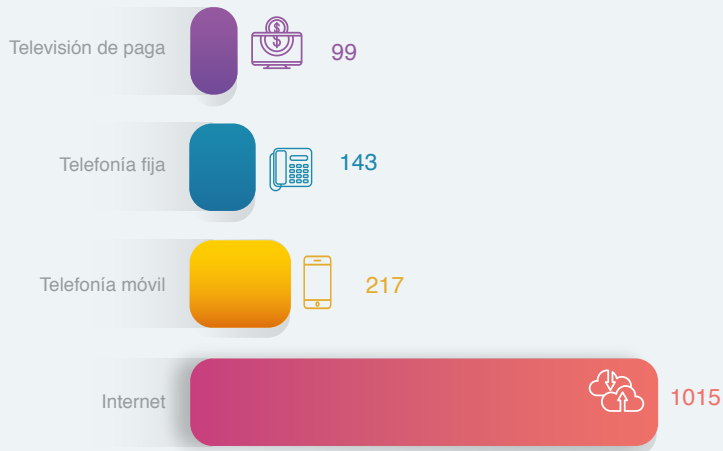 Televisión de paga
$
$
99
Telefonía fija
143
Telefonía móvil
217
Internet
1015